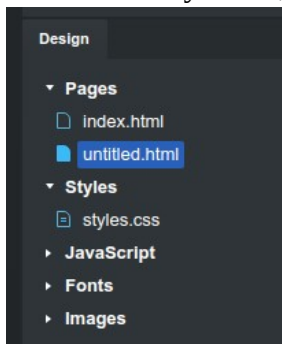 Design
Pages
index.html
untitled.html
Styles
styles.css
JavaScript
Fonts
Images